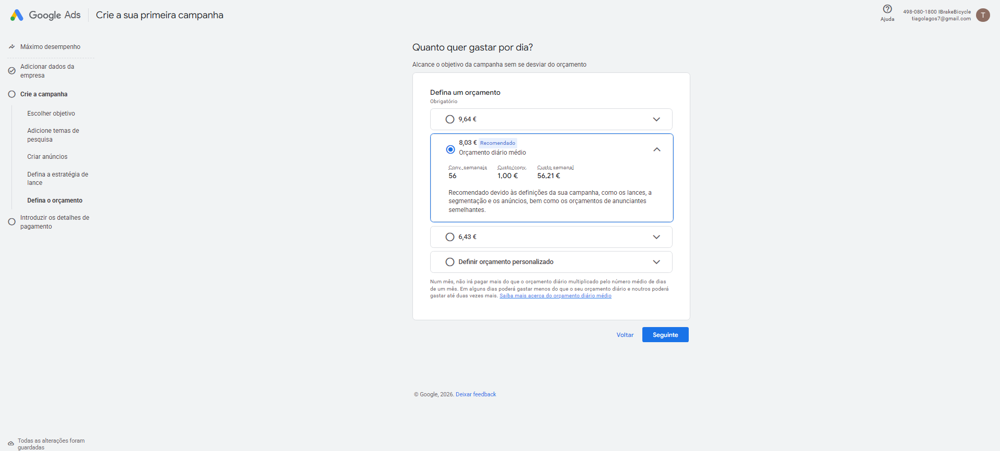 Google Ads
Crie a sua primeira campanha
Ajuda
498-080-1800 IBrakeBicycle
tiagolagos7@gmail.com
T
Máximo desempenho
Adicionar dados da
empresa
Crie a campanha
Escolher objetivo
Adicione temas de
pesquisa
Criar anúncios
Defina a estratégia de
lance
Defina o orçamento
Introduzir os detalhes de
pagamento
Todas as alterações foram
guardadas
Quanto quer gastar por dia?
Alcance o objetivo da campanha sem se desviar do orçamento
Defina um orçamento
Obrigatório
9,64 €
8,03 € Recomendado
Orçamento diário médio
Conv. semanais Custo/conv. Custo semanal
56 1,00 € 56,21 €
Recomendado devido às definições da sua campanha, como os lances, a
segmentação e os anúncios, bem como os orçamentos de anunciantes
semelhantes.
6,43 €
Definir orçamento personalizado
Num mês, não irá pagar mais do que o orçamento diário multiplicado pelo número médio de dias
de um mês. Em alguns dias poderá gastar menos do que o seu orçamento diário e noutros poderá
gastar até duas vezes mais. Saiba mais acerca do orçamento diário médio
Voltar
Seguinte
© Google, 2026. Deixar feedback